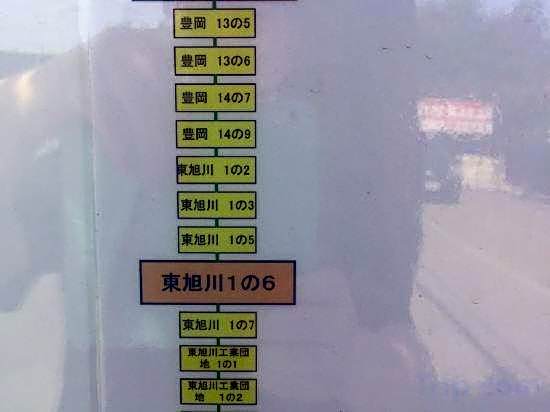 豊岡 13の5
豊岡 13の6
豊岡 14の7
豊岡 14の9
東旭川 1の2
東旭川 1の3
東旭川 1の5
東旭川1の6
東旭川 1の7
東旭川工業団
地 1の1
東旭川工業団
地 1の2